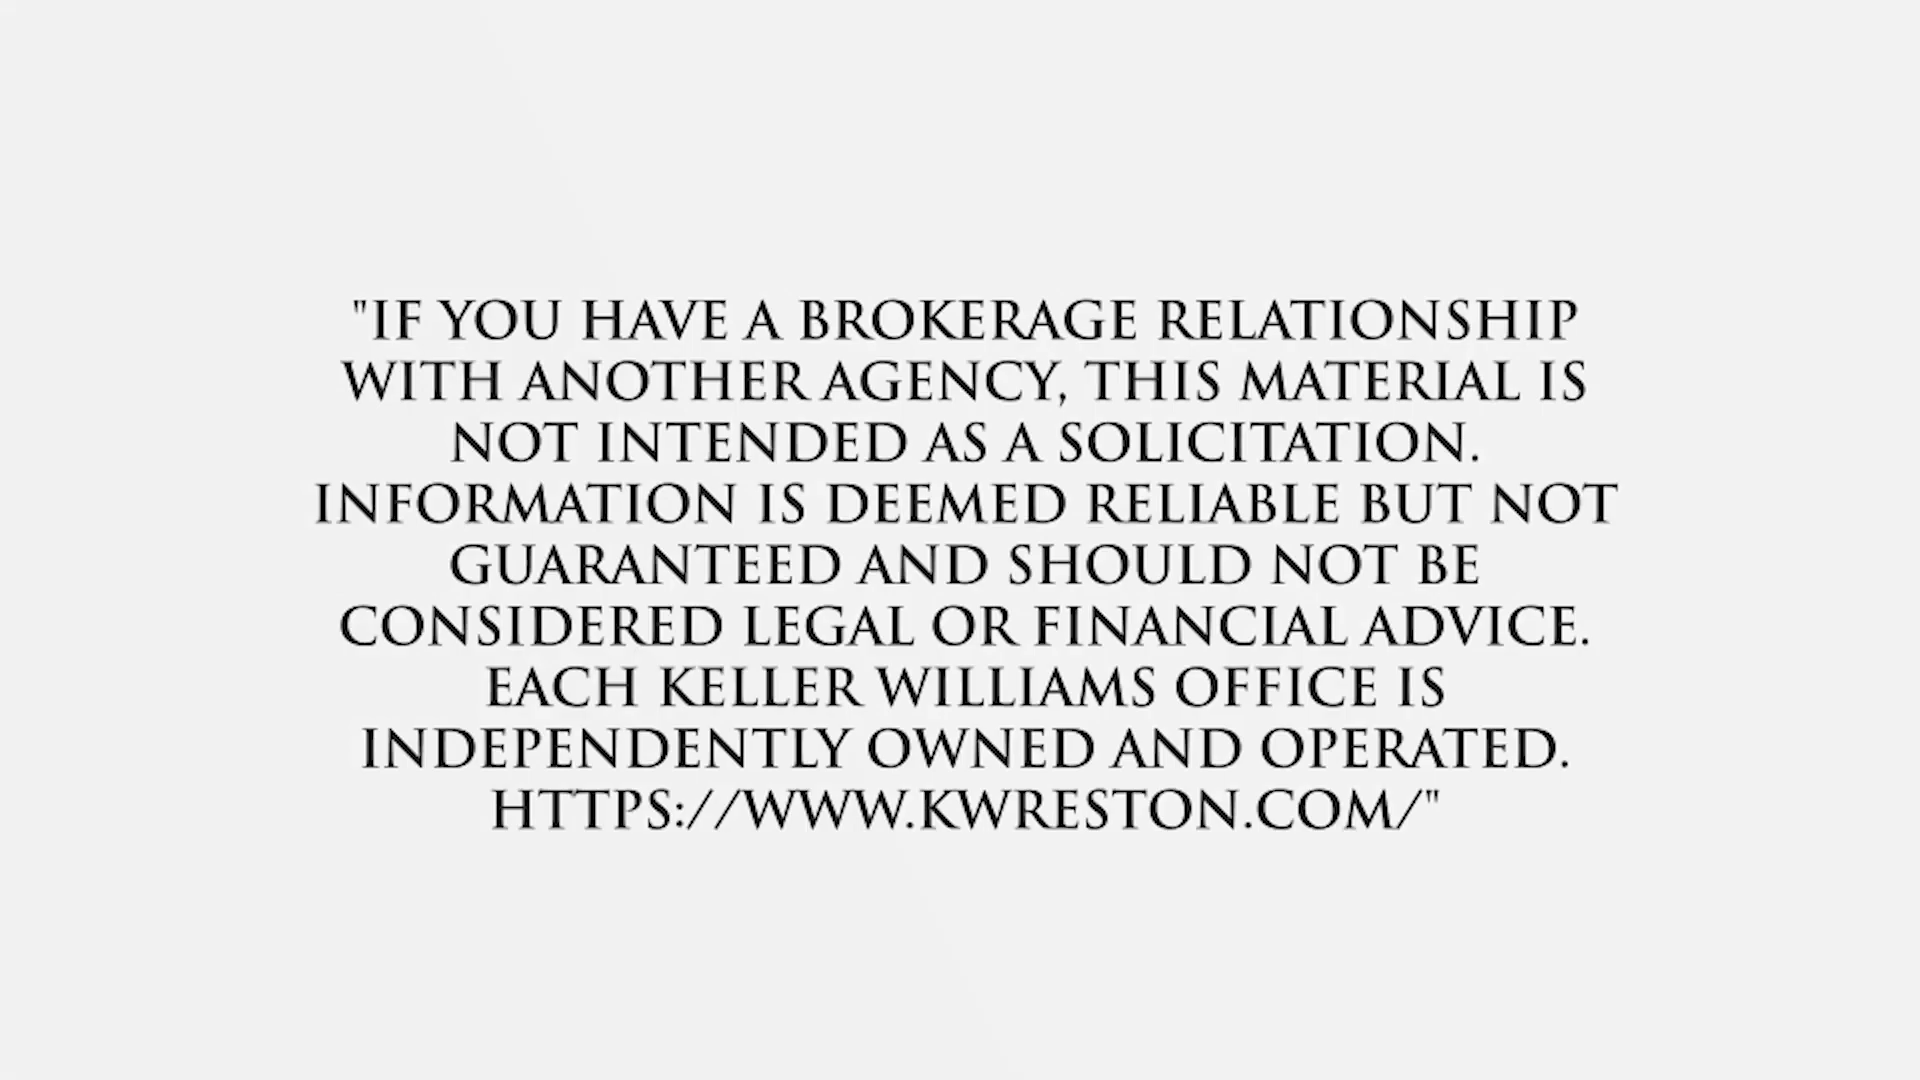 "IF YOU HAVE A BROKERAGE RELATIONSHIP
WITH ANOTHER AGENCY, THIS MATERIAL IS
NOT INTENDED AS A SOLICITATION.
INFORMATION IS DEEMED RELIABLE BUT NOT
GUARANTEED AND SHOULD NOT BE
CONSIDERED LEGAL OR FINANCIAL ADVICE.
EACH KELLER WILLIAMS OFFICE IS
INDEPENDENTLY OWNED AND OPERATED.
HTTPS://WWW.KWRESTON.COM/"